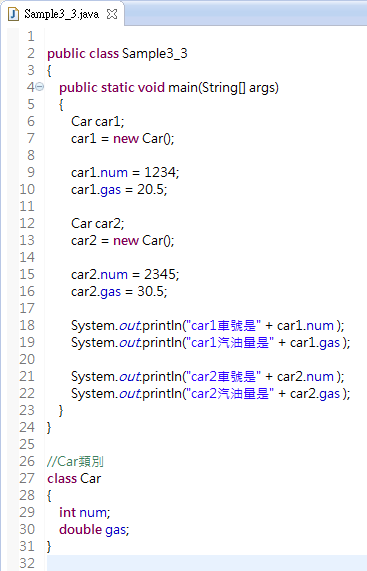 Sample3_3.java
1
2 public class Sample3_3
3 {
4 public static void main(String[] args)
5 {
6 Car car1;
7 car1 = new Car();
8
9 car1.num = 1234;
10 car1.gas = 20.5;
11
12 Car car2;
13 car2 = new Car();
14
15 car2.num = 2345;
16 car2.gas = 30.5;
17
18 System.out.println("car1車號是" + car1.num );
19 System.out.println("car1汽油量是" + car1.gas );
20
21 System.out.println("car2車號是" + car2.num );
22 System.out.println("car2汽油量是" + car2.gas );
23 }
24 }
25
26 //Car類別
27 class Car
28 {
29 int num;
30 double gas;
31 }
32